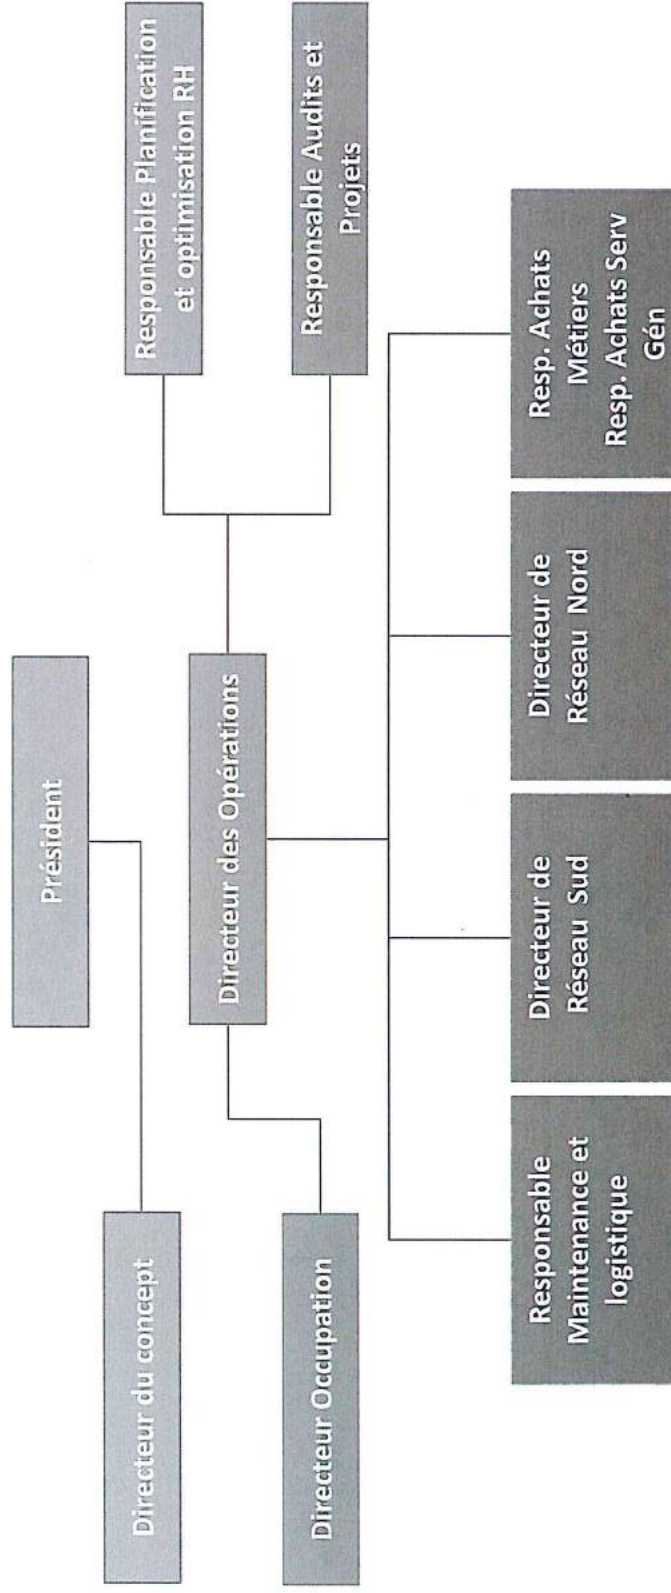 Président
Directeur du concept
Responsable Planification
et optimisation RH
Directeur des Opérations
Directeur Occupation
Responsable Audits et
Projets
Responsable
Maintenance et
logistique
Directeur de
Réseau Sud
Directeur de
Réseau Nord
Resp. Achats
Métiers
Resp. Achats Serv
Gén